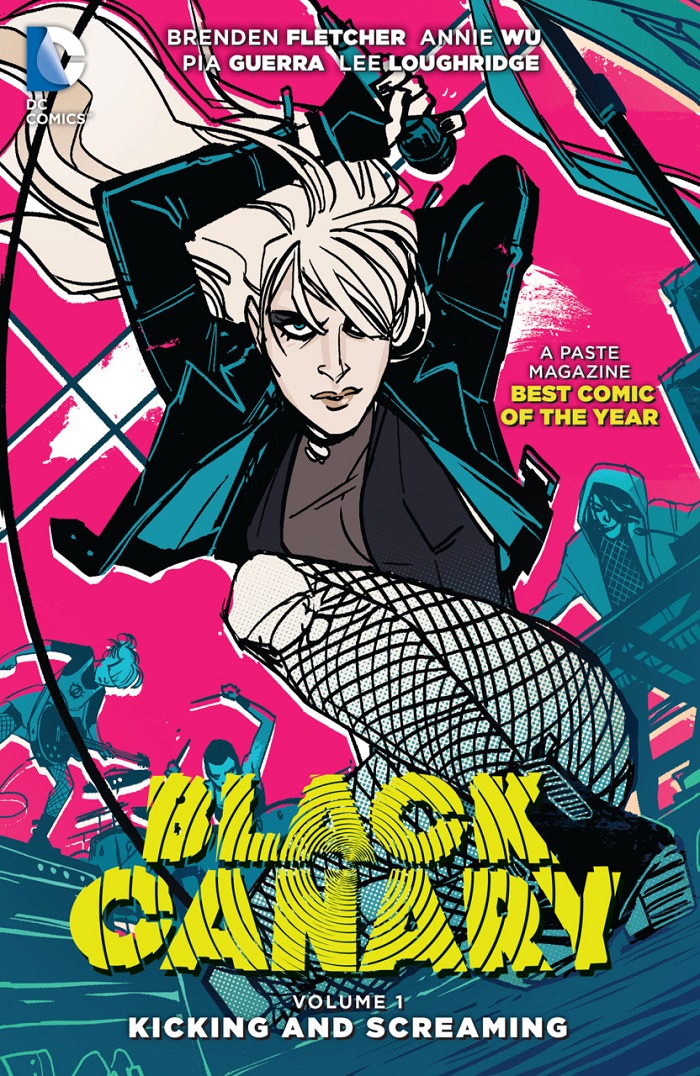 BRENDEN FLETCHER ANNIE WU
PIA GUERRA LEE LOUGHRIDGE
DC
COMICS™
A PASTE
MAGAZINE
BEST COMIC
OF THE YEAR
BLACK
CANARY
VOLUME 1
KICKING AND SCREAMING